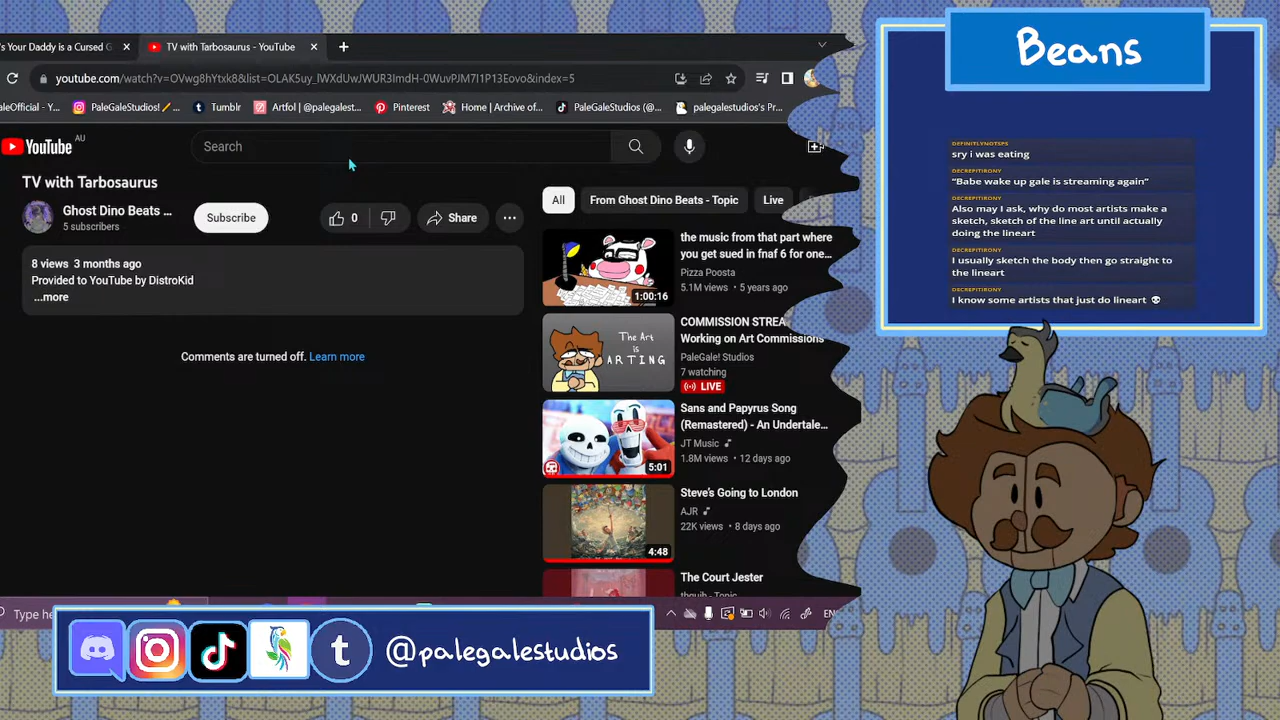 's Your Daddy is a Cursed G
TV with Tarbosaurus - YouTube
youtube.com/watch?v=OVwg8hYtxk8&list=OLAK5uy_lWXdUwJWUR3ImdH-0WuvPJM7I1P13Eovo&index=5
aleOfficial - Y...
PaleGaleStudios!
Tumblr
Artfol | @palegalest...
Pinterest
Home | Archive of...
PaleGaleStudios (@...
palegalestudios's Pr...
YouTube
AU
Search
TV with Tarbosaurus
Ghost Dino Beats ...
5 subscribers
Subscribe
0
Share
8 views 3 months ago
Provided to YouTube by DistroKid
...more
Comments are turned off. Learn more
All
From Ghost Dino Beats - Topic
Live
the music from that part where
you get sued in fnaf 6 for one...
Pizza Poosta
5.1M views • 5 years ago
1:00:16
The Art
is
ARTING
COMMISSION STREA
Working on Art Commissions
PaleGale! Studios
7 watching
LIVE
Sans and Papyrus Song
(Remastered) - An Undertale...
JT Music
1.8M views • 12 days ago
5:01
Steve's Going to London
AJR
22K views • 8 days ago
4:48
The Court Jester
Type he
EN
Beans
DEFINITLYNOTSFS
sry i was eating
DECREPITIRONY
“Babe wake up gale is streaming again”
DECREPITIRONY
Also may I ask, why do most artists make a
sketch, sketch of the line art until actually
doing the lineart
DECREPITIRONY
I usually sketch the body then go straight to
the lineart
DECREPITIRONY
I know some artists that just do lineart 💀
t
@palegalestudios